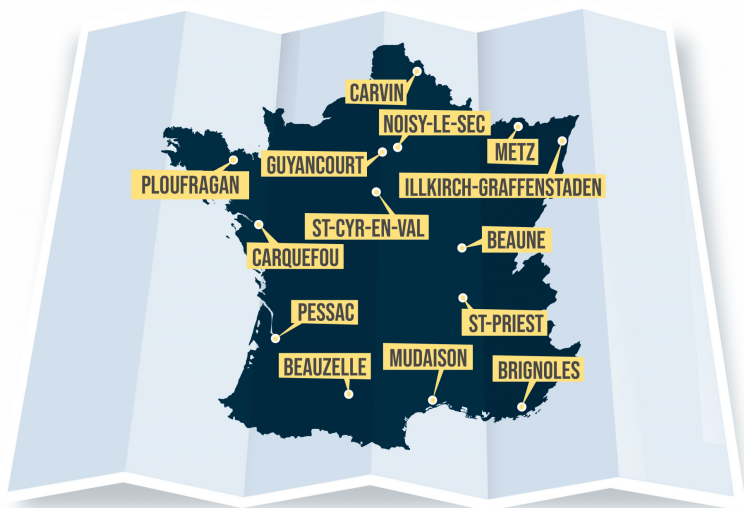 CARVIN
NOISY-LE-SEC
METZ
GUYANCOURT
PLOUFRAGAN
ILLKIRCH-GRAFFENSTADEN
ST-CYR-EN-VAL
BEAUNE
CARQUEFOU
PESSAC
ST-PRIEST
BEAUZELLE
MUDAISON
BRIGNOLES